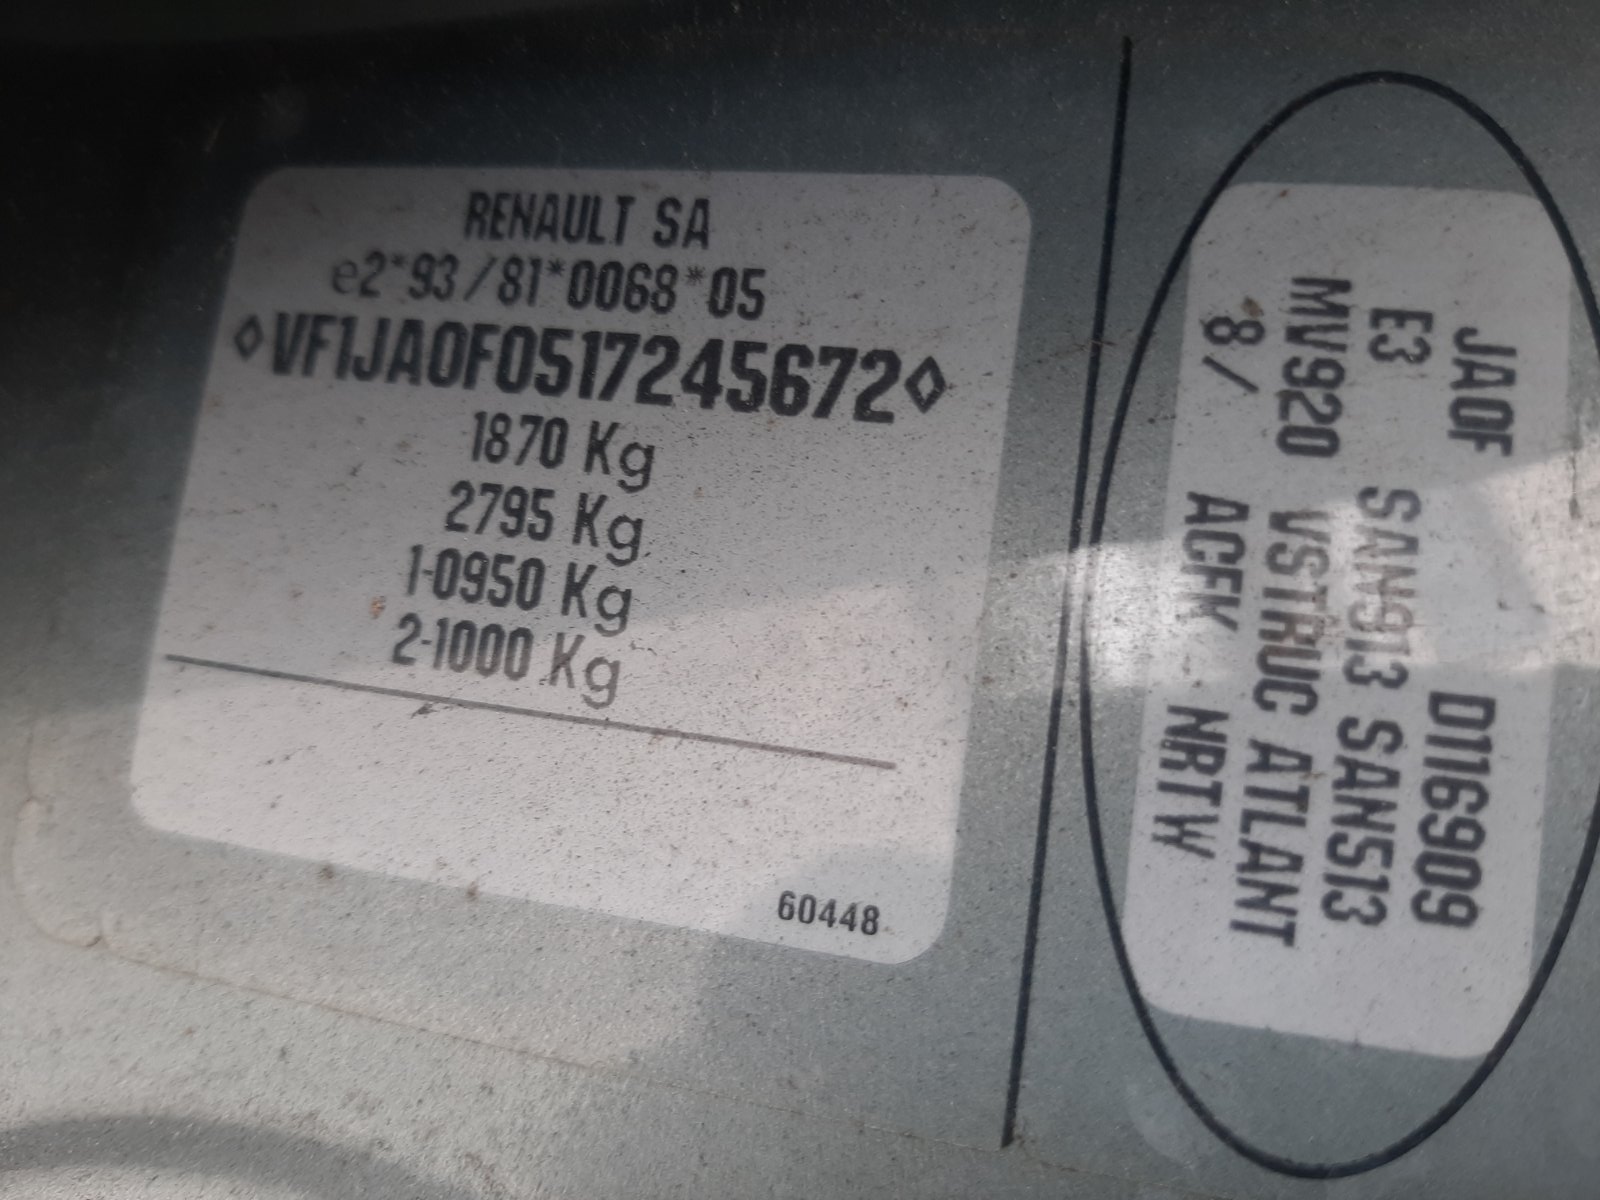 RENAULT SA
e2*93/81*0068*05
◊VF1JA0F0517245672◊
1870 Kg
2795 Kg
1-0950 Kg
2-1000 Kg
60448
JA0F D116909
E3 SAN913 SAN513
MV920 VSTRUC ATLANT
8/ ACFK NRTW